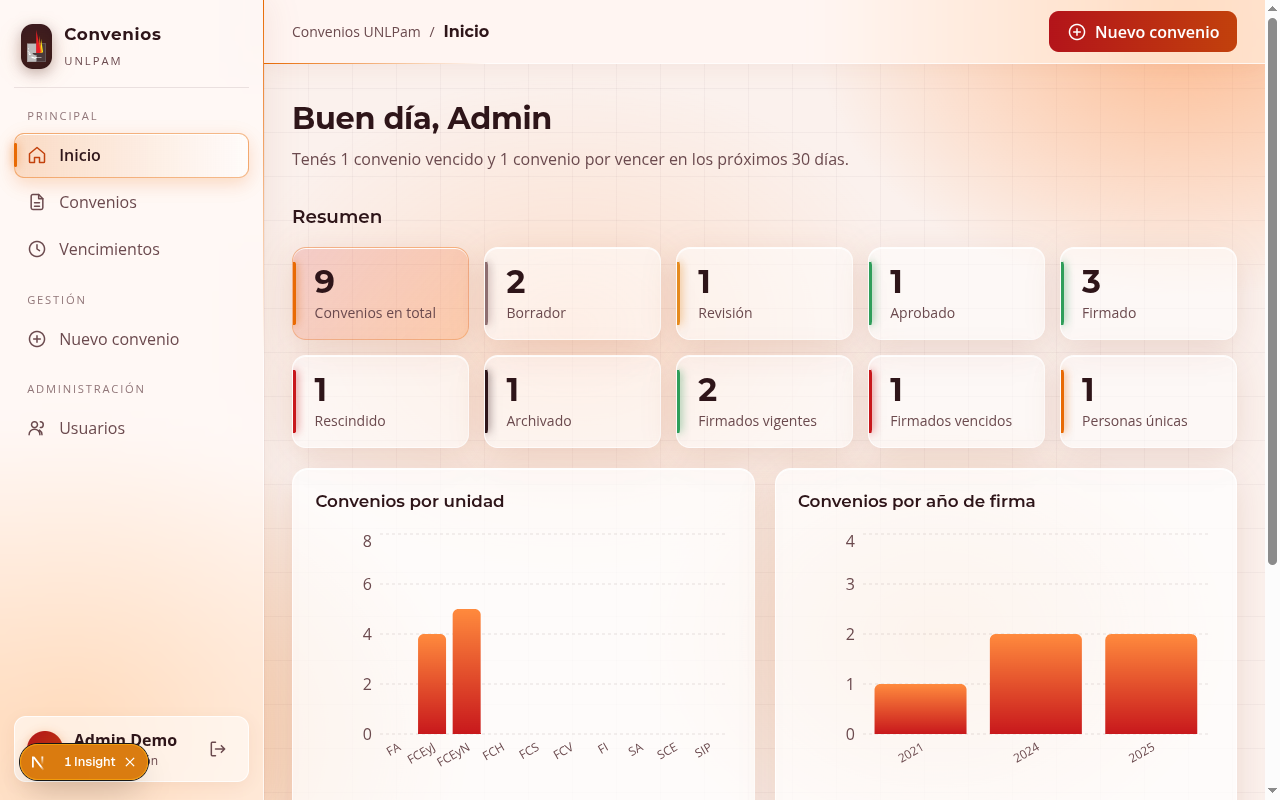 Convenios
UNLPAM
PRINCIPAL
Inicio
Convenios
Vencimientos
GESTIÓN
Nuevo convenio
ADMINISTRACIÓN
Usuarios
Admin Demo
1 Insight
Convenios UNLPam / Inicio
Nuevo convenio
Buen día, Admin
Tenés 1 convenio vencido y 1 convenio por vencer en los próximos 30 días.
Resumen
9
Convenios en total
2
Borrador
1
Revisión
1
Aprobado
3
Firmado
1
Rescindido
1
Archivado
2
Firmados vigentes
1
Firmados vencidos
1
Personas únicas
Convenios por unidad
8
6
4
2
0
FA
FCEyJ
FCEyN
FCH
FCS
FCV
FI
SA
SCE
SIP
Convenios por año de firma
4
3
2
1
0
2021
2024
2025